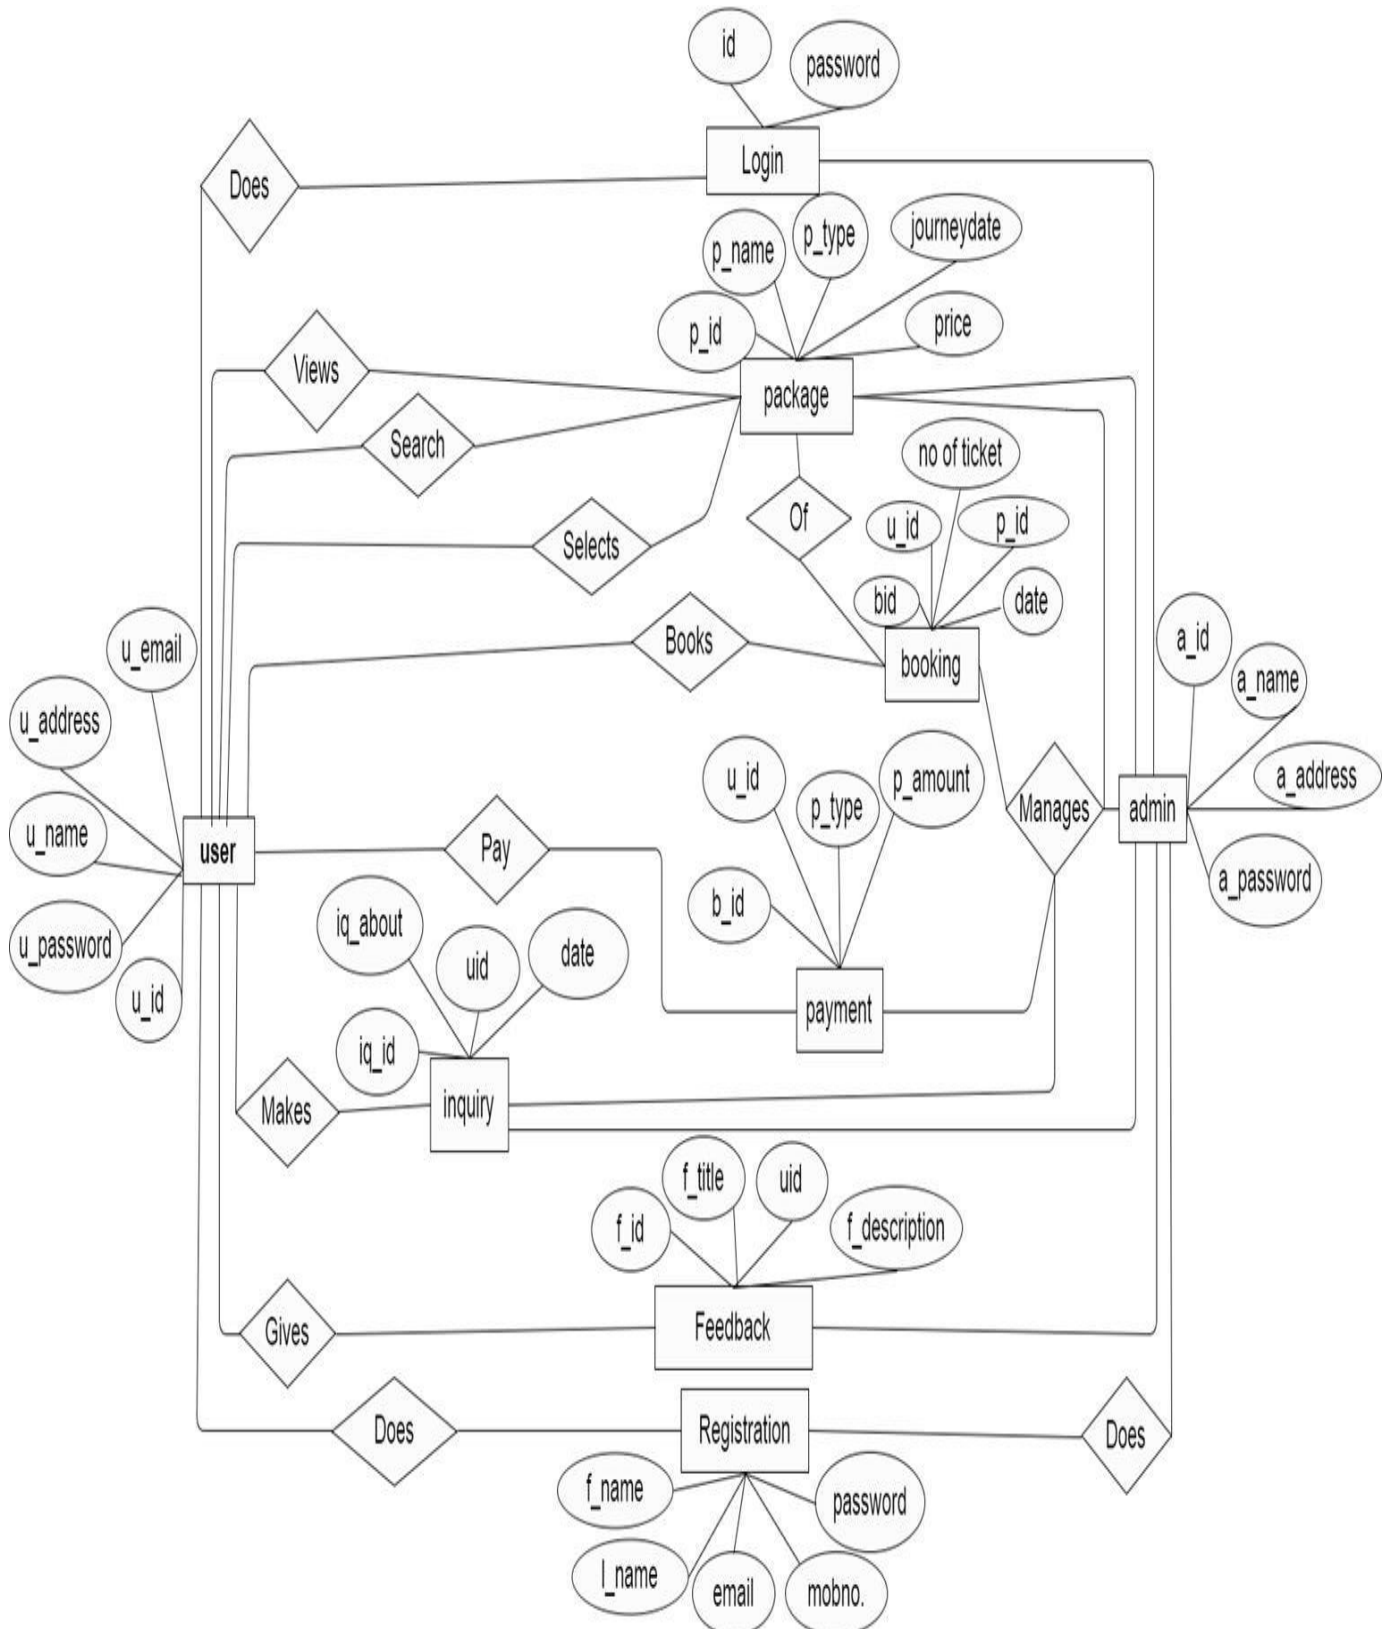 id
password
Login
Does
p_name
p_type
journeydate
p_id
price
Views
package
Search
no of ticket
Of
u_id
p_id
Selects
bid
date
Books
booking
u_email
a_id
a_name
u_address
u_id
p_type
p_amount
a_address
Manages
admin
u_name
user
Pay
a_password
b_id
iq_about
u_password
uid
date
u_id
payment
iq_id
inquiry
Makes
f_title
uid
f_id
f_description
Gives
Feedback
Does
Registration
Does
f_name
password
l_name
email
mobno.